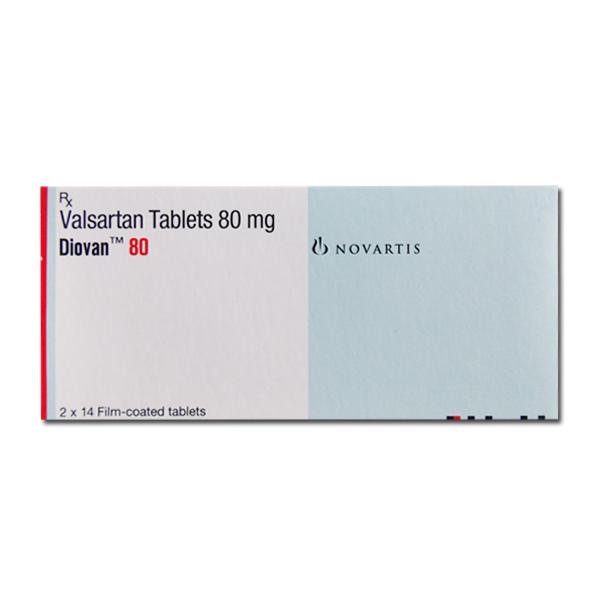 Rx
Valsartan Tablets 80 mg
Diovan™ 80
NOVARTIS
2 x 14 Film-coated tablets